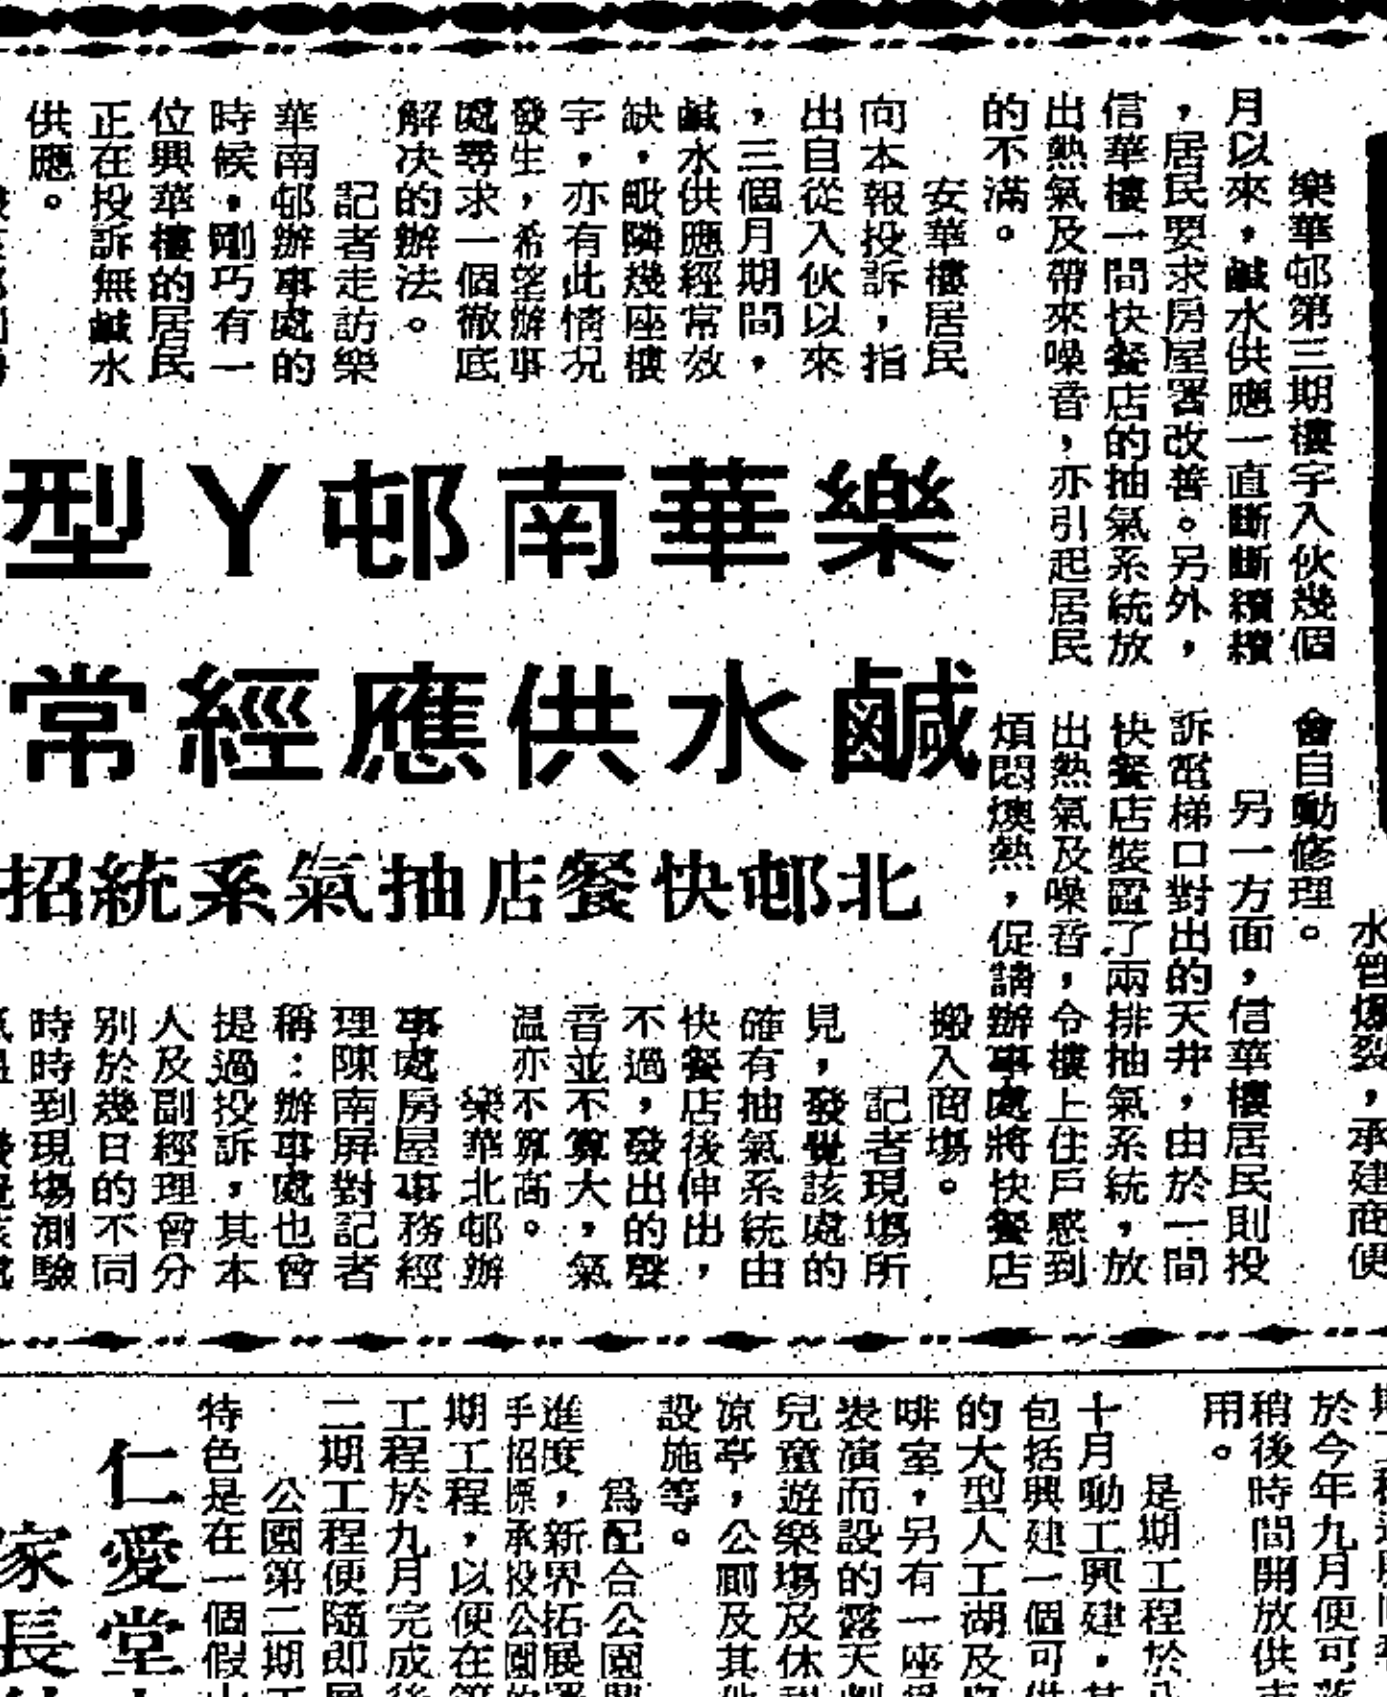 樂華南邨Y型
鹹水供應經常
北邨快餐店抽氣系統招
樂華邨第三期樓宇入伙幾個
月以來，鹹水供應一直斷斷續續
，居民要求房屋署改善。另外，
信華樓一間快餐店的抽氣系統放
出熱氣及帶來噪音，亦引起居民
的不滿。
安華樓居民
向本報投訴，指
出自從入伙以來
，三個月期間，
鹹水供應經常效
缺，毗隣幾座樓
宇，亦有此情況
發生，希望辦事
處尋求一個徹底
解決的辦法。
記者走訪樂
華南邨辦事處的
時候，剛巧有一
位興華樓的居民
正在投訴無鹹水
供應。
水管爆裂，承建商便
會自動修理。
另一方面，信華樓居民則投
訴電梯口對出的天井，由於一間
快餐店裝置了兩排抽氣系統，放
出熱氣及噪音，令樓上住戶感到
煩悶燠熱，促請辦事處將快餐店
搬入商場。
記者現場所
見，發覺該處的
確有抽氣系統由
快餐店後伸出，
不過，發出的聲
音並不算大，氣
温亦不算高。
樂華北邨辦
事處房屋事務經
理陳南屏對記者
稱：辦事處也曾
提過投訴，其本
人及副經理曾分
別於幾日的不同
時時到現場測驗
於今年九月便可落
稍後時間開放供市
用。
是期工程於八
十月動工興建，其
包括興建一個可供
的大型人工湖及
啡室，另有一座為
表演而設的露天劇
兒童遊樂場及休
凉亭，公厠及其他
設施等。
為配合公園興
進度，新界拓展署
手招標承投公園的
期工程，以便在第
工程於九月完成後
二期工程便隨即展
公園第二期工
特色是在一個假山
仁愛堂
家長